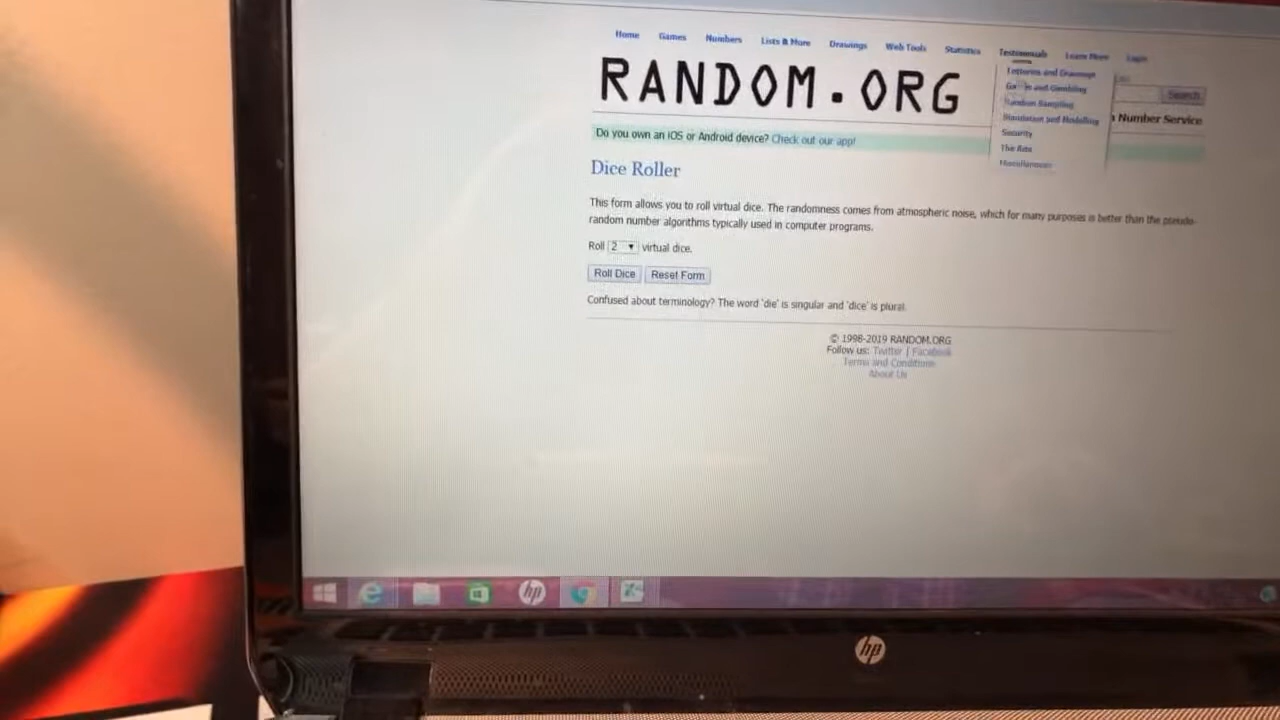 Home Games Numbers Lists & More Drawings Web Tools Statistics Testimonials Learn More Login
RANDOM.ORG
Lotteries and Drawings
and Gambling
Random Sampling
Simulation and Modelling
Security
The Arts
Miscellaneous
Search
Number Service
Do you own an iOS or Android device? Check out our app!
Dice Roller
This form allows you to roll virtual dice. The randomness comes from atmospheric noise, which for many purposes is better than the pseudo-
random number algorithms typically used in computer programs.
Roll 2 virtual dice.
Roll Dice Reset Form
Confused about terminology? The word 'die' is singular and 'dice' is plural.
© 1998-2019 RANDOM.ORG
Follow us: Twitter | Facebook
Terms and Conditions
About Us
hp
hp